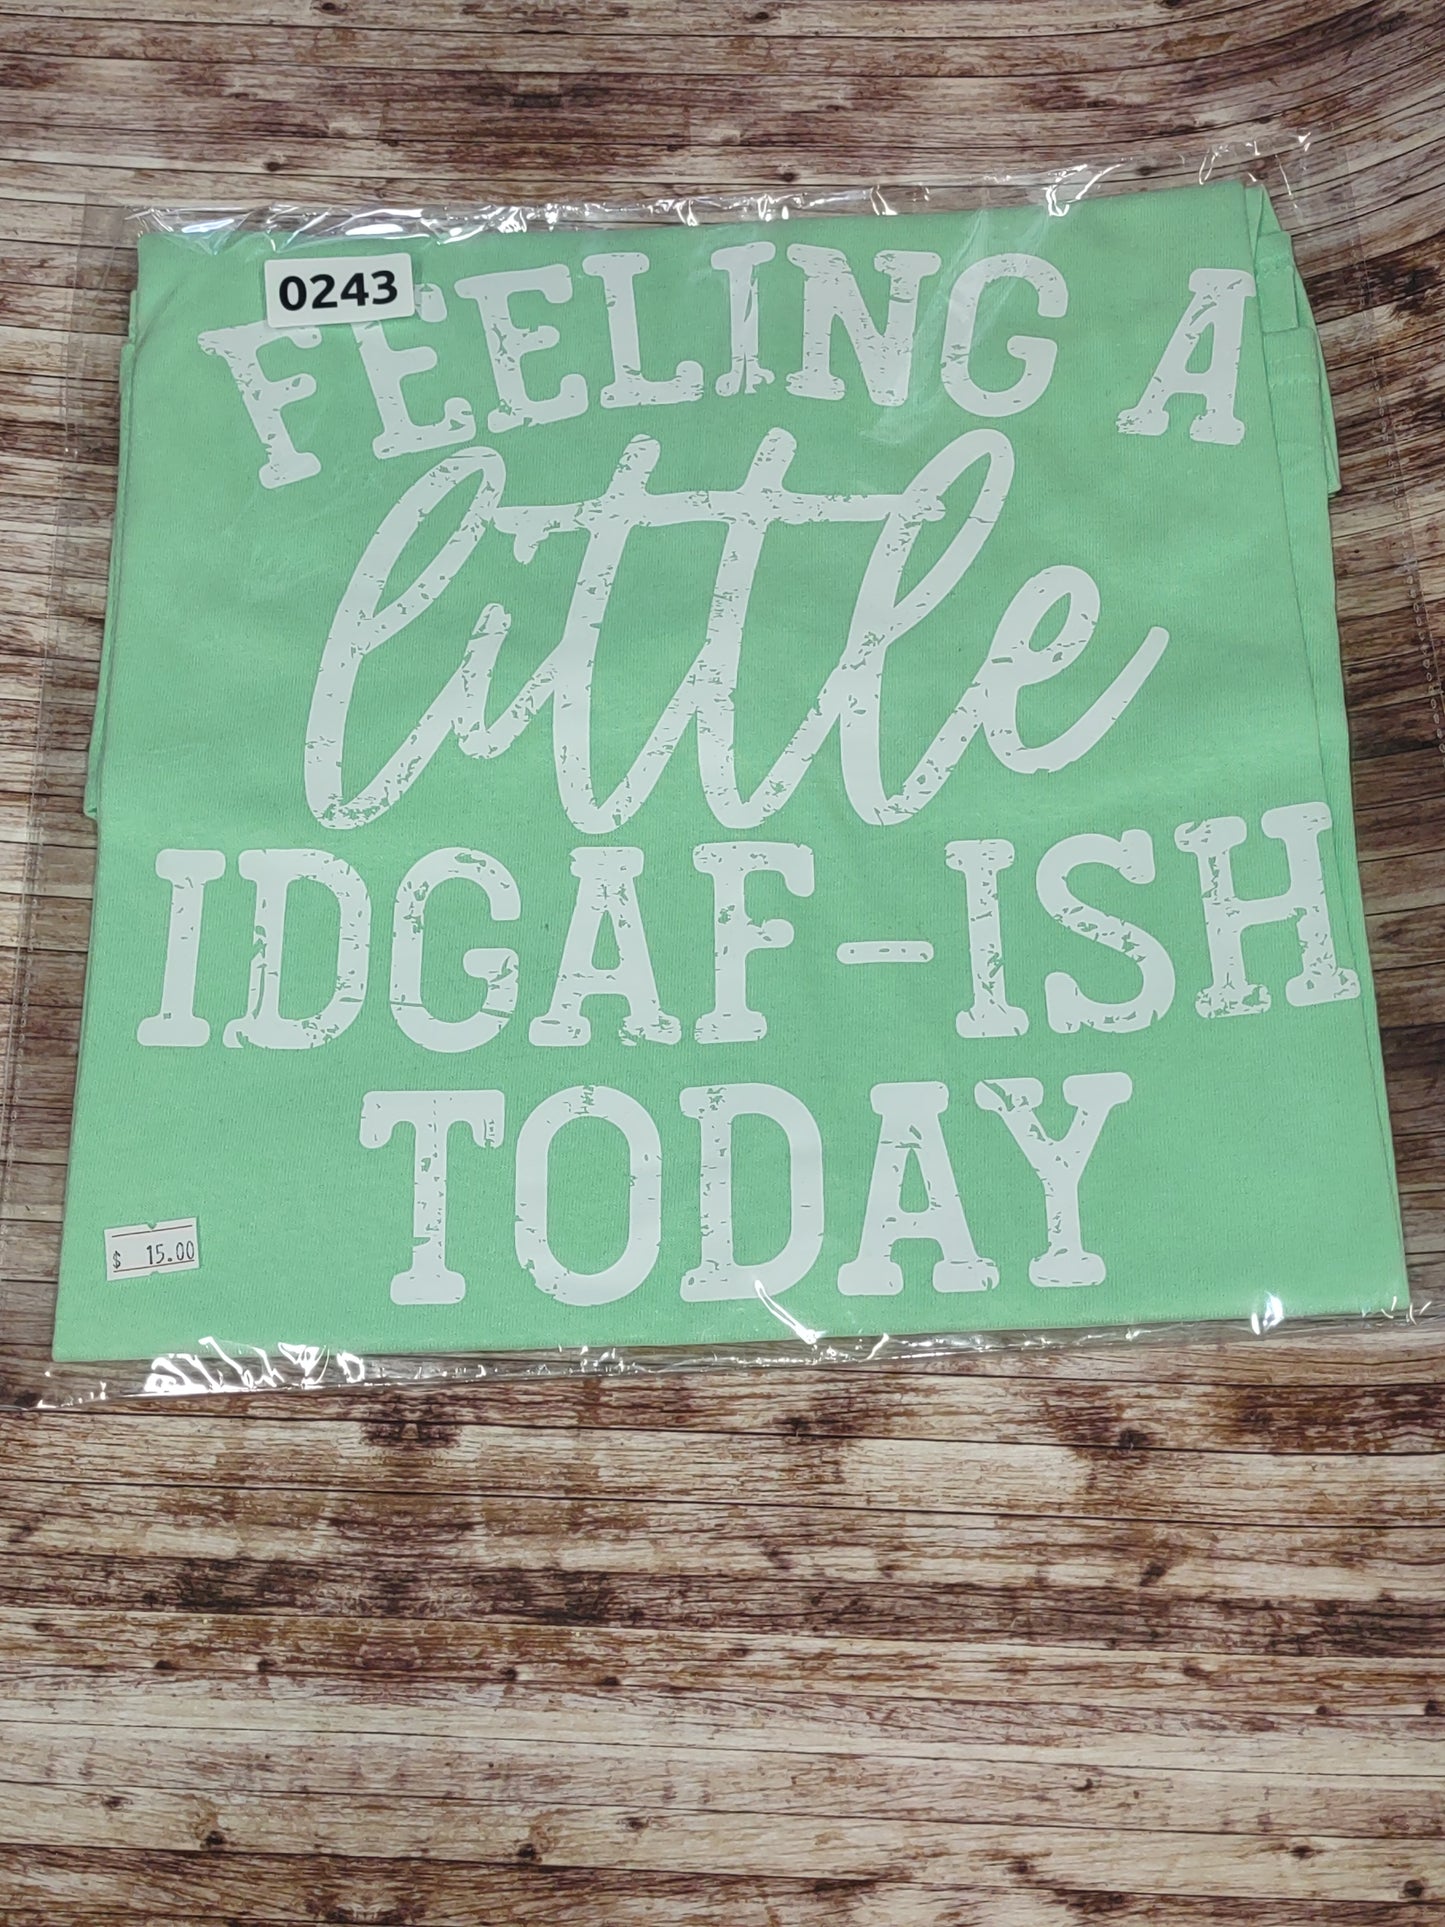 0243
FEELING A
little
IDGAF-ISH
TODAY
$ 15.00